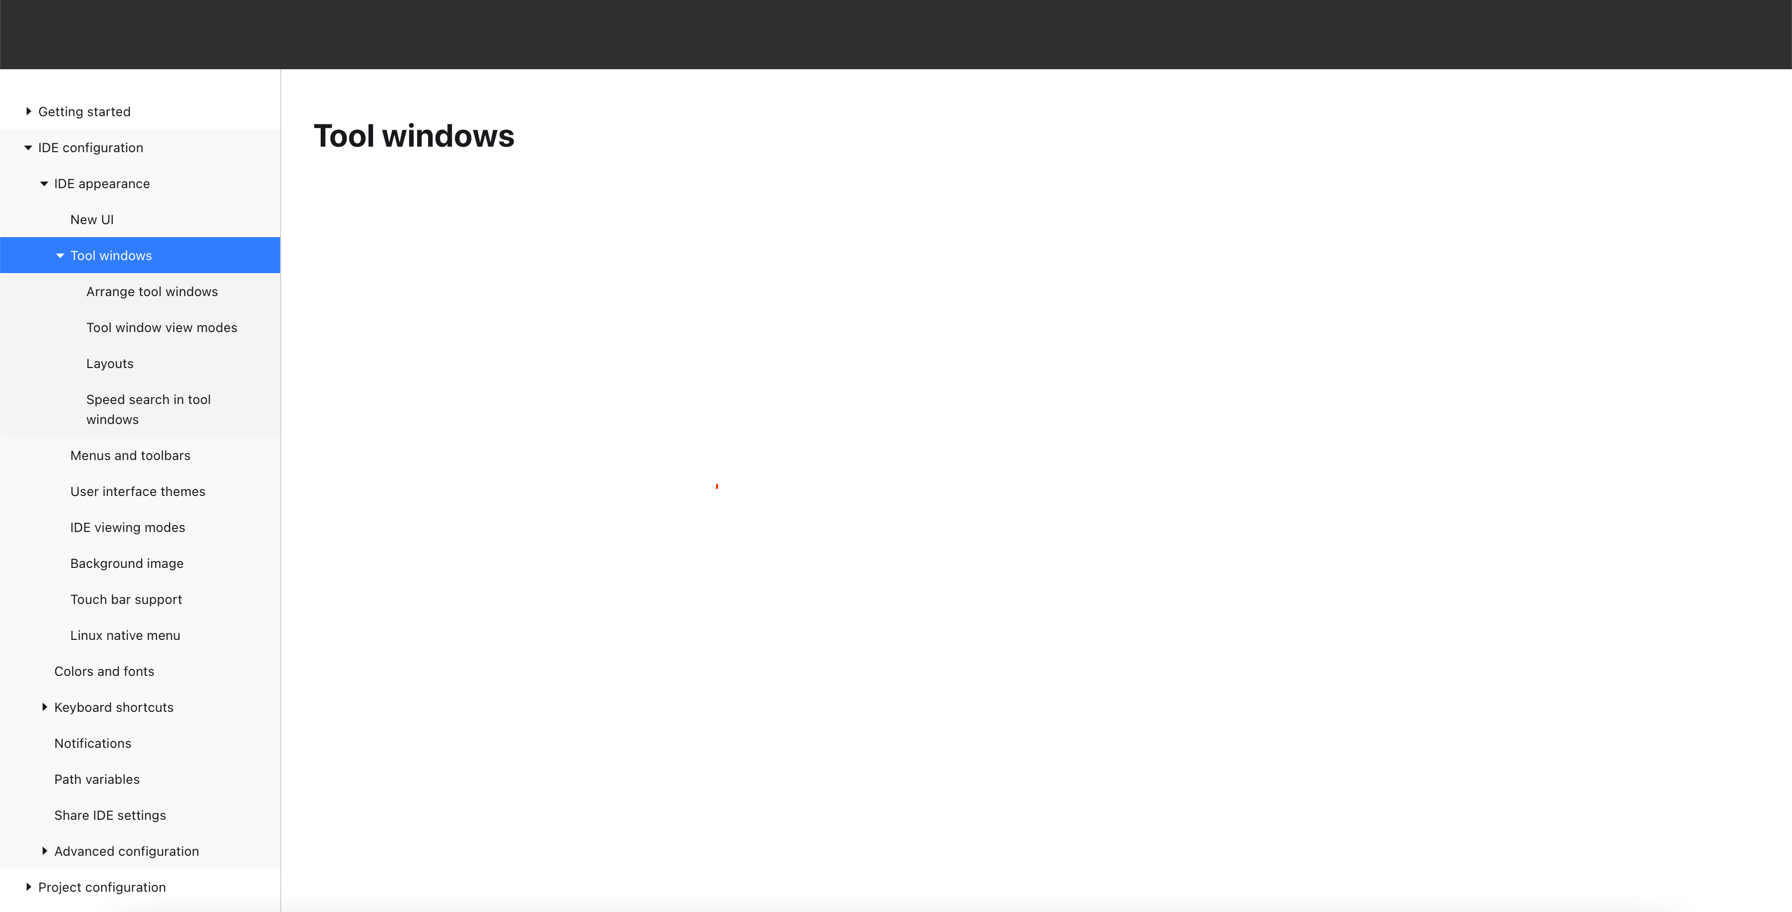 Getting started
IDE configuration
IDE appearance
New UI
Tool windows
Arrange tool windows
Tool window view modes
Layouts
Speed search in tool
windows
Menus and toolbars
User interface themes
IDE viewing modes
Background image
Touch bar support
Linux native menu
Colors and fonts
Keyboard shortcuts
Notifications
Path variables
Share IDE settings
Advanced configuration
Project configuration
Tool windows